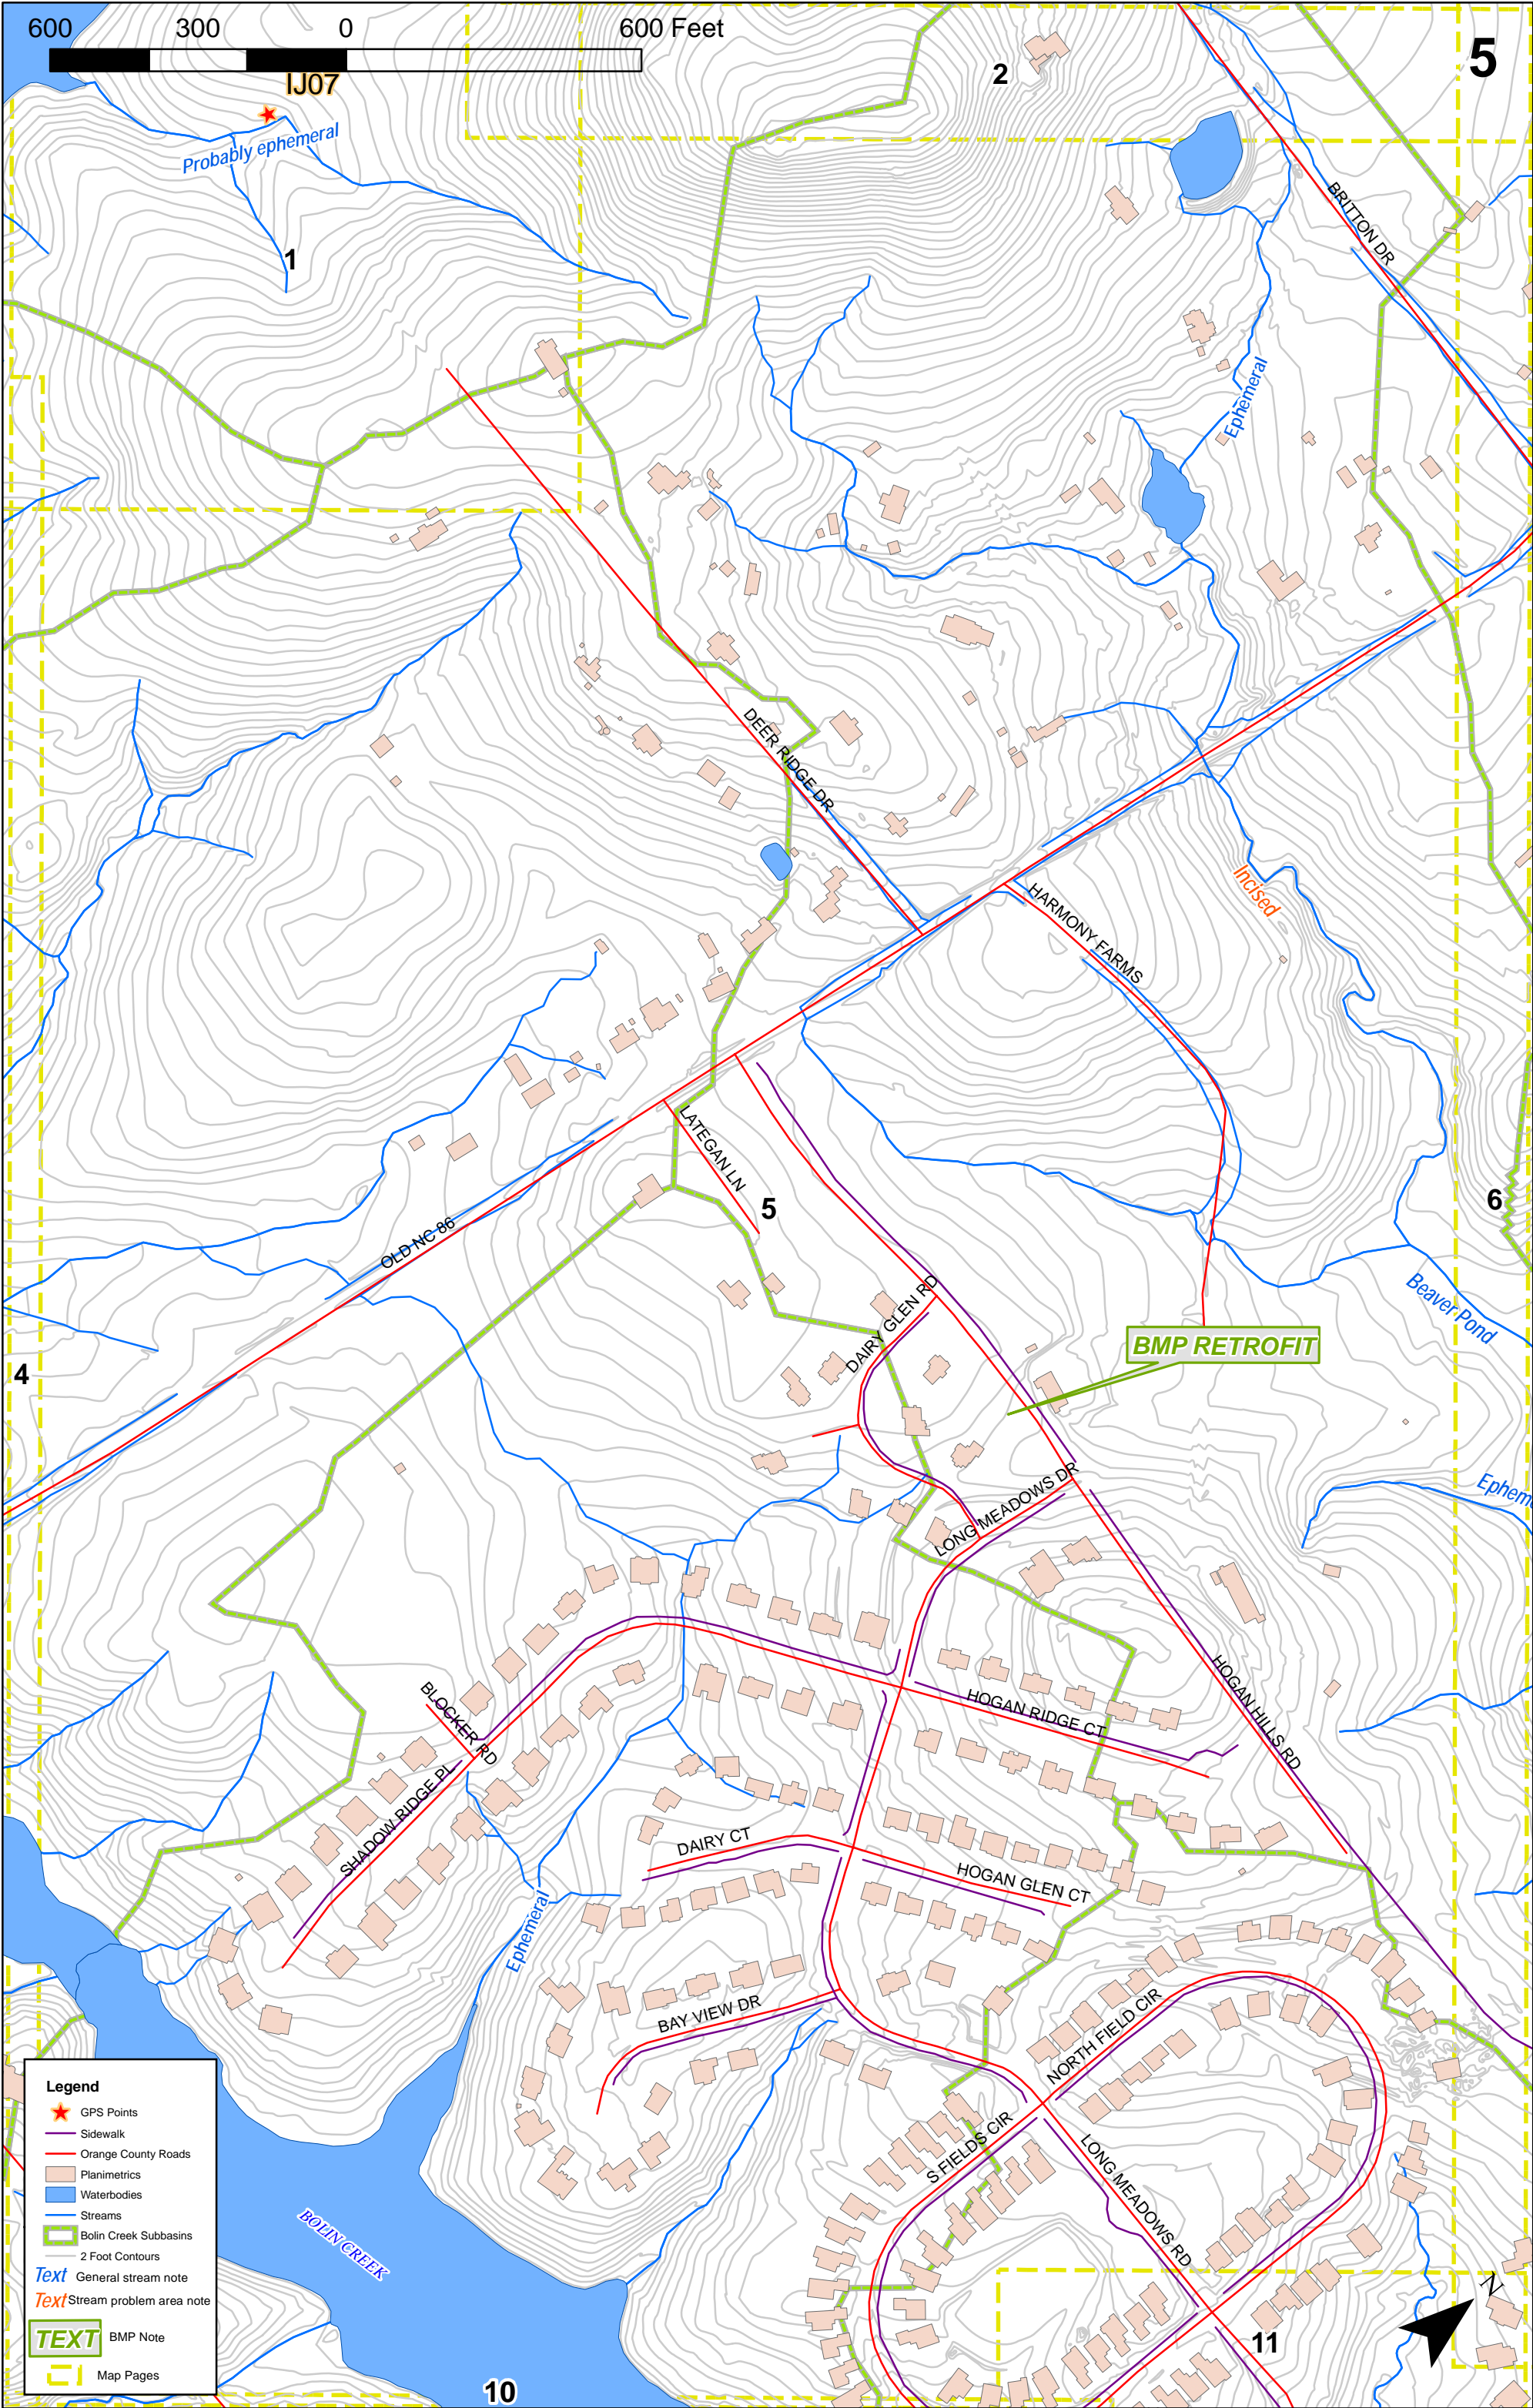 600 300 0 600 Feet
5
2
IJ07
Probably ephemeral
1
BRITTON DR
Ephemeral
DEER RIDGE DR
Incised
HARMONY FARMS
LATEGAN LN
5
6
OLD NC 86
Beaver Pond
DAIRY GLEN RD
BMP RETROFIT
4
LONG MEADOWS DR
HOGAN HILLS RD
BLOCKER RD
HOGAN RIDGE CT
SHADOW RIDGE PL
DAIRY CT
HOGAN GLEN CT
Ephemeral
BAY VIEW DR
NORTH FIELD CIR
S FIELDS CIR
LONG MEADOWS RD
BOLIN CREEK
Legend
GPS Points
Sidewalk
Orange County Roads
Planimetrics
Waterbodies
Streams
Bolin Creek Subbasins
2 Foot Contours
Text General stream note
Text Stream problem area note
TEXT BMP Note
Map Pages
N
11
10